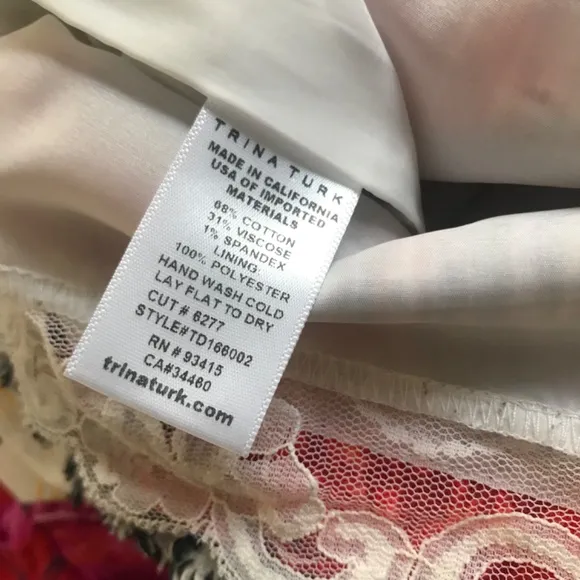 TRINA TURK
MADE IN CALIFORNIA
USA OF IMPORTED
MATERIALS
68% COTTON
31% VISCOSE
1% SPANDEX
LINING:
100% POLYESTER
HAND WASH COLD
LAY FLAT TO DRY
CUT # 6277
STYLE#TD166002
RN # 93415
CA#34460
trinaturk.com